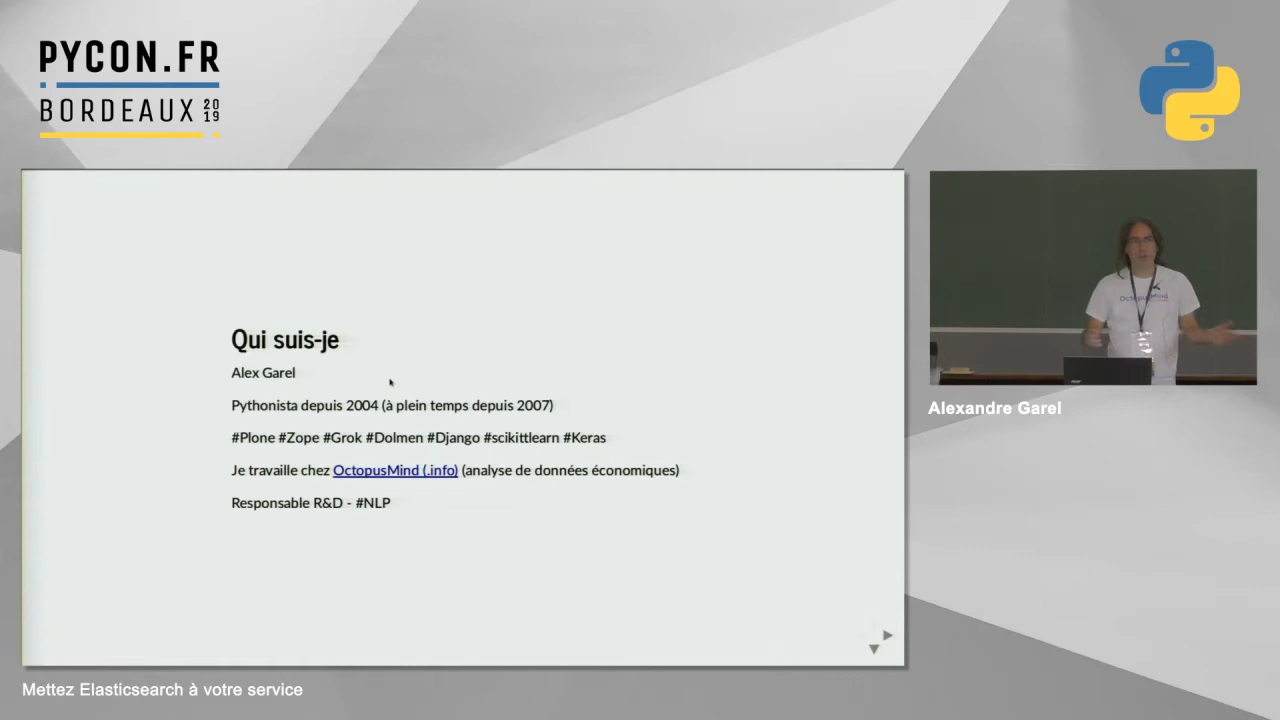 PYCON.FR
BORDEAUX 2019
Qui suis-je
Alex Garel
Pythonista depuis 2004 (à plein temps depuis 2007)
#Plone #Zope #Grok #Dolmen #Django #scikittlearn #Keras
Je travaille chez OctopusMind (.info) (analyse de données économiques)
Responsable R&D - #NLP
OctopusMind
Alexandre Garel
Mettez Elasticsearch à votre service